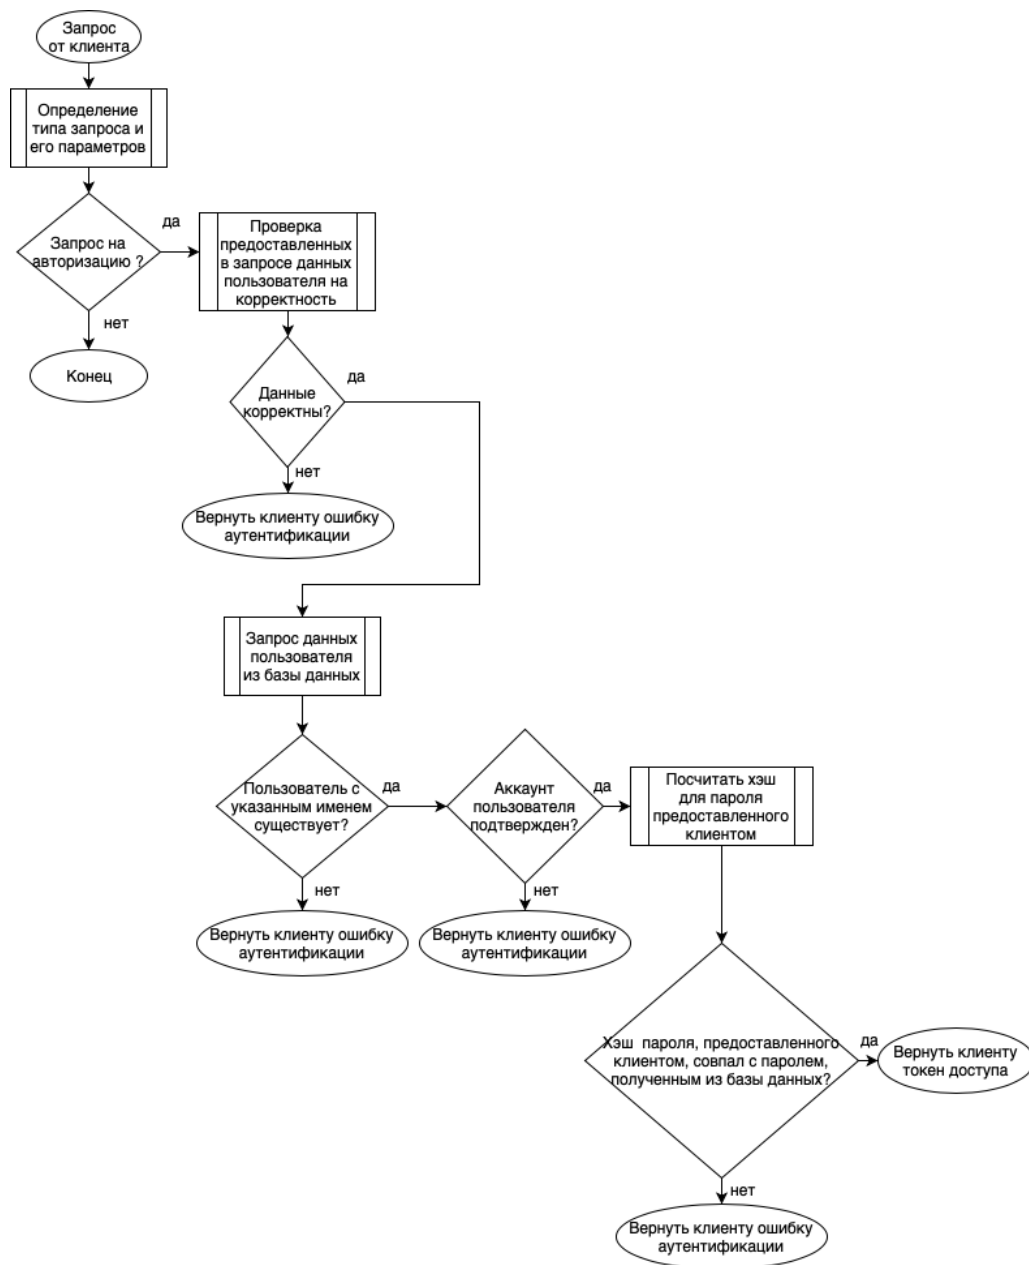 Запрос
от клиента
Определение
типа запроса и
его параметров
Запрос на
авторизацию ?
да
нет
Конец
Проверка
предоставленных
в запросе данных
пользователя на
корректность
Данные
корректны?
да
нет
Вернуть клиенту ошибку
аутентификации
Запрос данных
пользователя
из базы данных
Пользователь с
указанным именем
существует?
да
нет
Вернуть клиенту ошибку
аутентификации
Аккаунт
пользователя
подтвержден?
да
нет
Вернуть клиенту ошибку
аутентификации
Посчитать хэш
для пароля
предоставленного
клиентом
Хэш пароля, предоставленного
клиентом, совпал с паролем,
полученным из базы данных?
да
Вернуть клиенту
токен доступа
нет
Вернуть клиенту ошибку
аутентификации